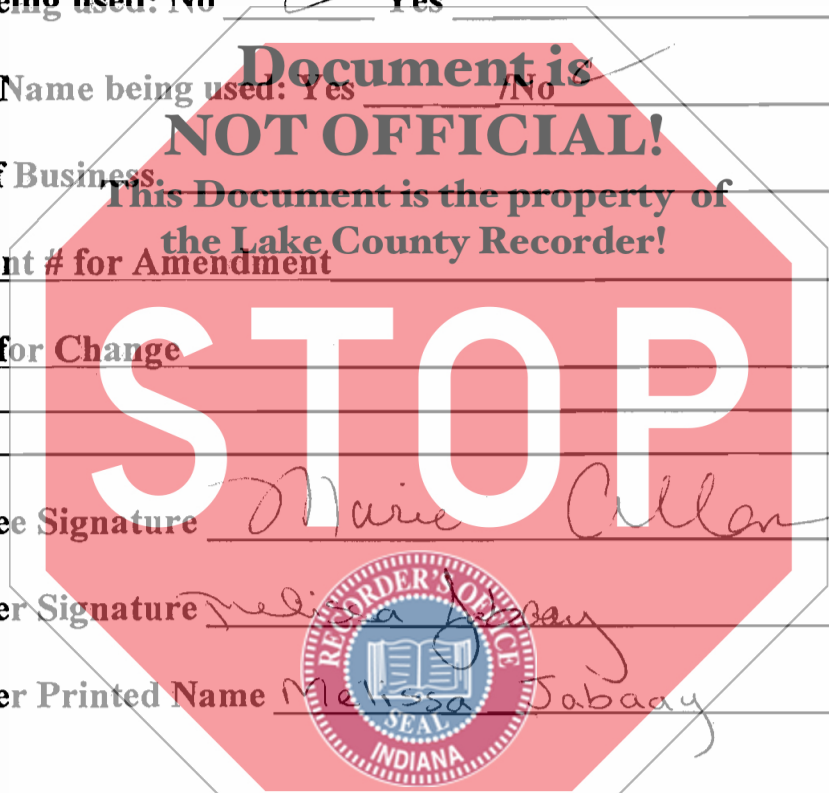 being used: No Yes
Document is
Name being used: Yes /No
NOT OFFICIAL!
f Business
This Document is the property of
the Lake County Recorder!
nt # for Amendment
for Change
STOP
ee Signature Marie Allen
er Signature Melissa Jabaay
RECORDER'S OFFICE
er Printed Name Melissa Jabaay
SEAL
INDIANA